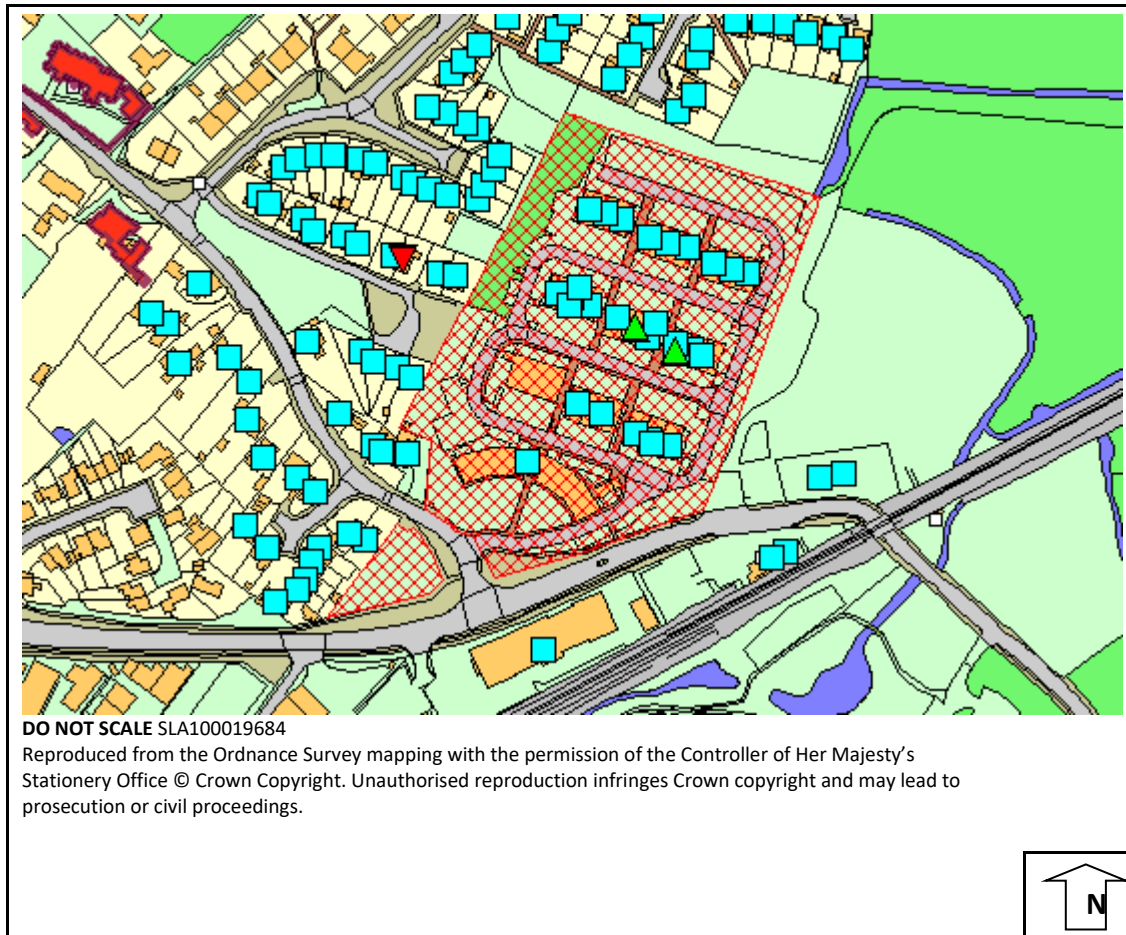 DO NOT SCALE SLA100019684
Reproduced from the Ordnance Survey mapping with the permission of the Controller of Her Majesty’s
Stationery Office © Crown Copyright. Unauthorised reproduction infringes Crown copyright and may lead to
prosecution or civil proceedings.
N